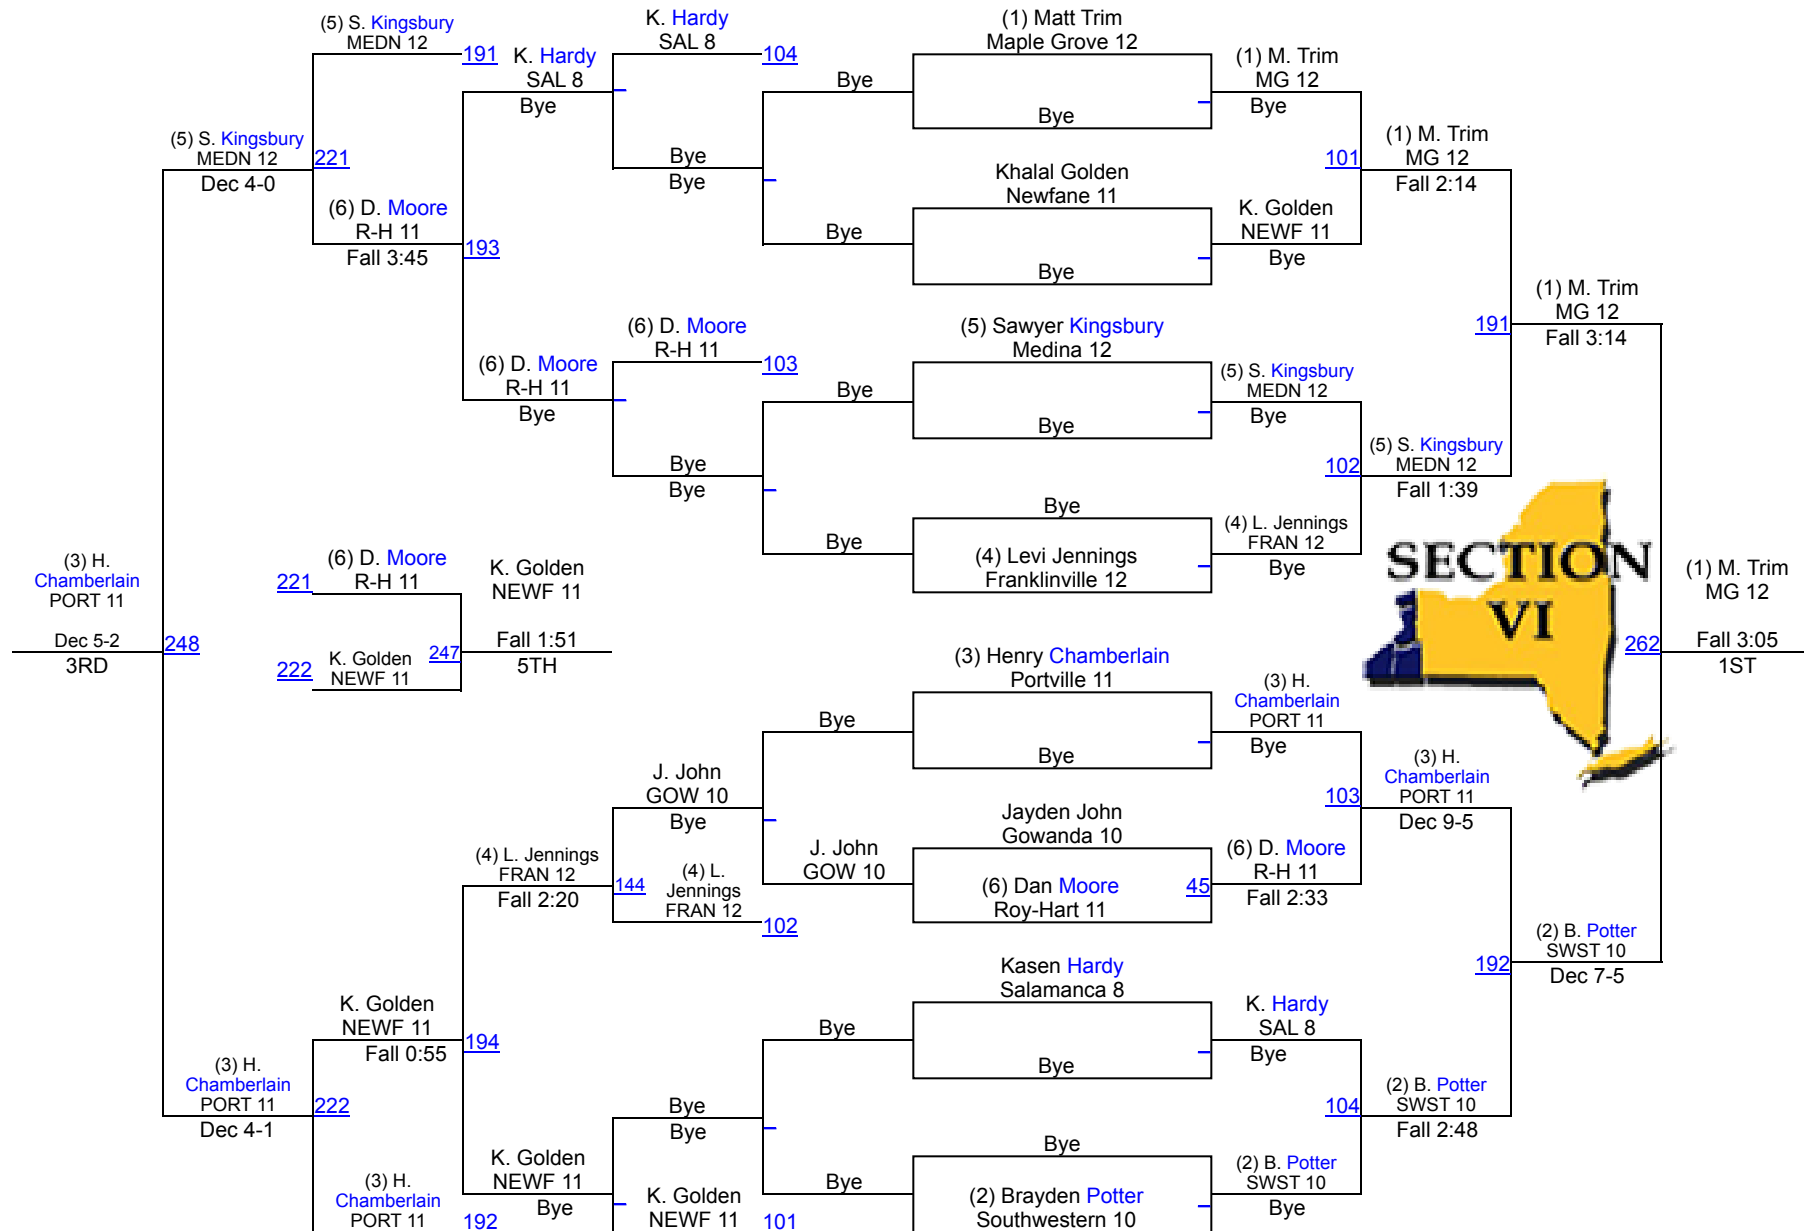 (5) S. Kingsbury
MEDN 12
191
K. Hardy
SAL 8
Bye
K. Hardy
SAL 8
104
(1) Matt Trim
Maple Grove 12
Bye
Bye
(1) M. Trim
MG 12
Bye
(5) S. Kingsbury
MEDN 12
Dec 4-0
221
Bye
Bye
Khalal Golden
Newfane 11
101
(1) M. Trim
MG 12
Fall 2:14
(6) D. Moore
R-H 11
Fall 3:45
193
Bye
Bye
K. Golden
NEWF 11
Bye
(6) D. Moore
R-H 11
Bye
(6) D. Moore
R-H 11
103
(5) Sawyer Kingsbury
Medina 12
Bye
Bye
(5) S. Kingsbury
MEDN 12
Bye
191
(1) M. Trim
MG 12
Fall 3:14
Bye
Bye
102
(5) S. Kingsbury
MEDN 12
Fall 1:39
Bye
Bye
(4) Levi Jennings
Franklinville 12
(4) L. Jennings
FRAN 12
Bye
SECTION
VI
(3) H.
Chamberlain
PORT 11
Dec 5-2
3RD
248
221
(6) D. Moore
R-H 11
222
K. Golden
NEWF 11
247
K. Golden
NEWF 11
Fall 1:51
5TH
262
(1) M. Trim
MG 12
Fall 3:05
1ST
(3) Henry Chamberlain
Portville 11
Bye
Bye
(3) H.
Chamberlain
PORT 11
Bye
J. John
GOW 10
Bye
103
(3) H.
Chamberlain
PORT 11
Dec 9-5
(4) L. Jennings
FRAN 12
Fall 2:20
144
(4) L.
Jennings
FRAN 12
102
J. John
GOW 10
Jayden John
Gowanda 10
(6) Dan Moore
Roy-Hart 11
45
(6) D. Moore
R-H 11
Fall 2:33
192
(2) B. Potter
SWST 10
Dec 7-5
K. Golden
NEWF 11
Fall 0:55
194
Bye
Kasen Hardy
Salamanca 8
Bye
K. Hardy
SAL 8
Bye
(3) H.
Chamberlain
PORT 11
Dec 4-1
222
Bye
Bye
104
(2) B. Potter
SWST 10
Fall 2:48
(3) H.
Chamberlain
PORT 11
192
K. Golden
NEWF 11
Bye
K. Golden
NEWF 11
101
Bye
Bye
(2) Brayden Potter
Southwestern 10
(2) B. Potter
SWST 10
Bye